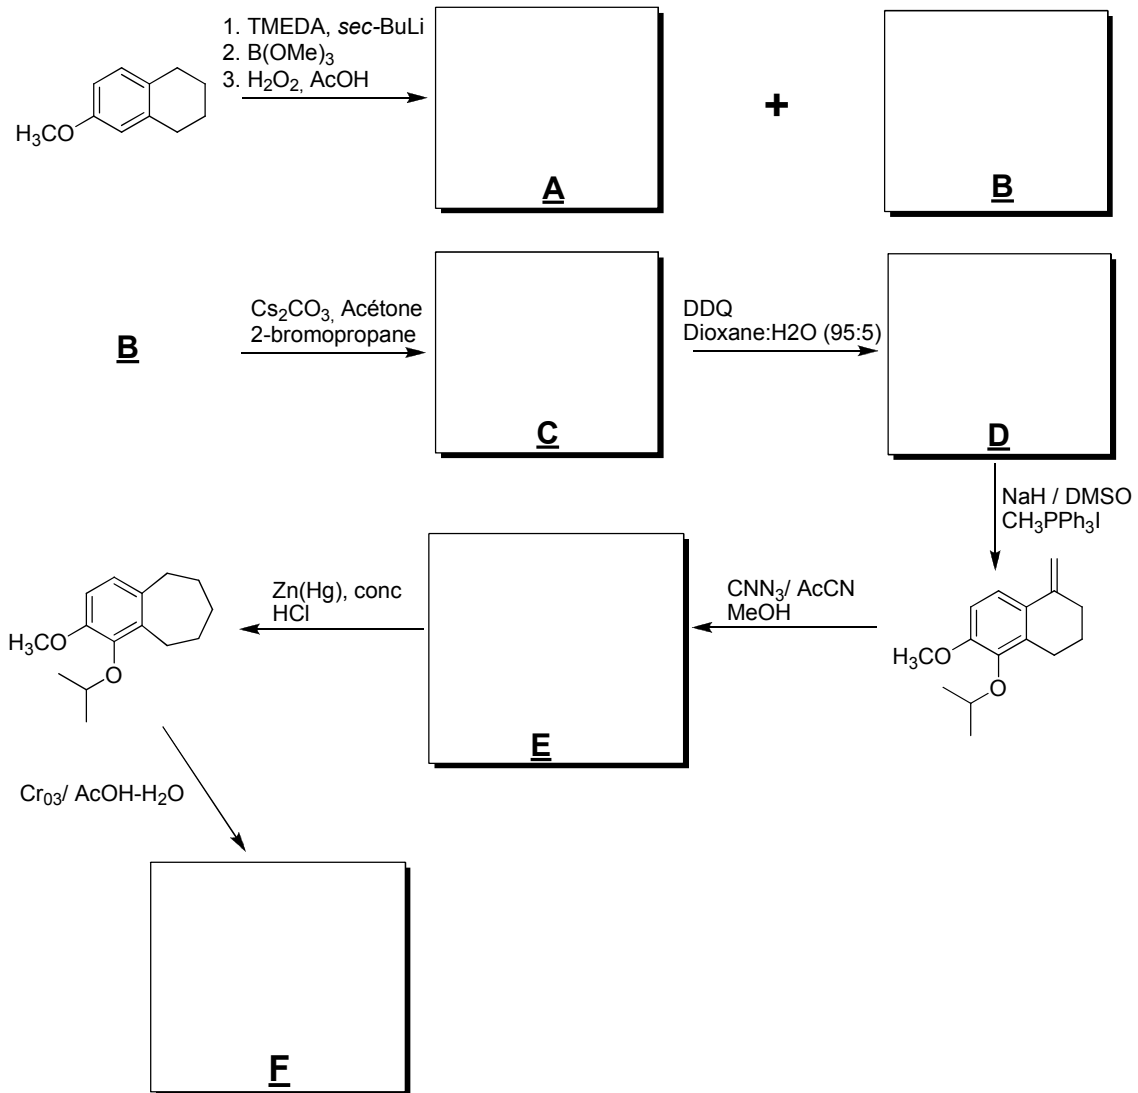 1. TMEDA, sec-BuLi
2. B(OMe)3
3. H2O2, AcOH
H3CO
+
A
B
B
Cs2CO3, Acétone
2-bromopropane
C
DDQ
Dioxane:H2O (95:5)
D
NaH / DMSO
CH3PPh3I
H3CO
O
CNN3/ AcCN
MeOH
E
Zn(Hg), conc
HCl
H3CO
O
Cr03/ AcOH-H2O
F